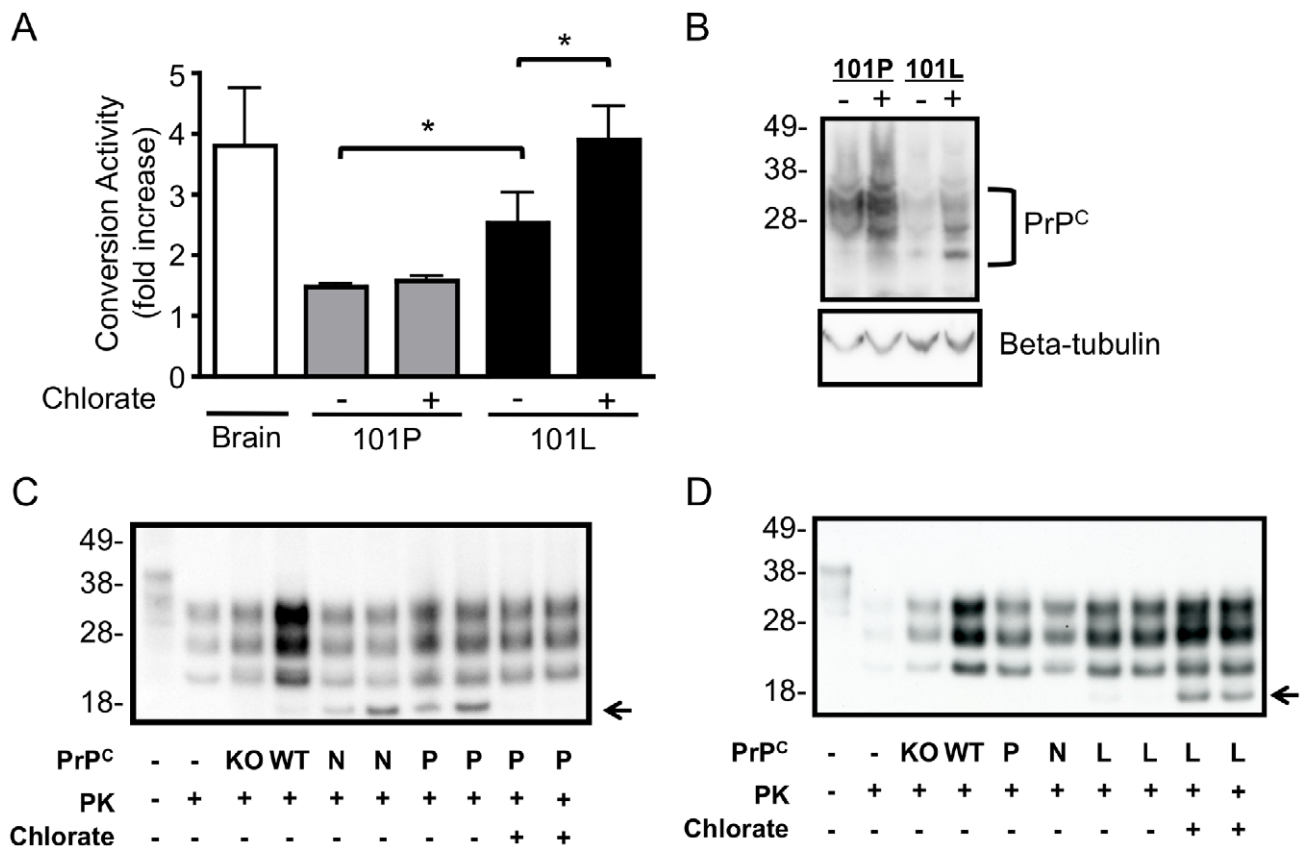 A
Conversion Activity
(fold increase)
5
4
3
2
1
0
*
*
Chlorate - + - +
Brain 101P 101L
B
101P 101L
- + - +
49-
38-
28-
PrPC
Beta-tubulin
C
49-
38-
28-
18-
PrPC - - KO WT N N P P P P
PK - + + + + + + + + +
Chlorate - - - - - - - - + +
D
49-
38-
28-
18-
PrPC - - KO WT P N L L L L
PK - + + + + + + + + +
Chlorate - - - - - - - - + +